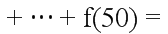 + ··· + f(50) =